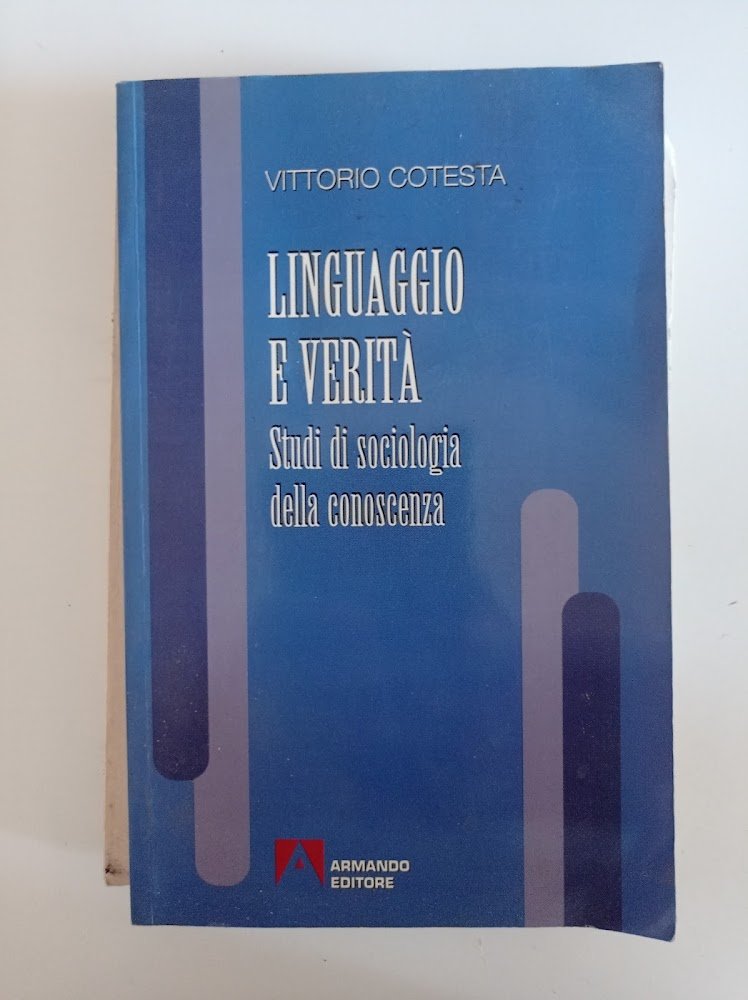 VITTORIO COTESTA
LINGUAGGIO
E VERITÀ
Studi di sociologia
della conoscenza
ARMANDO
EDITORE